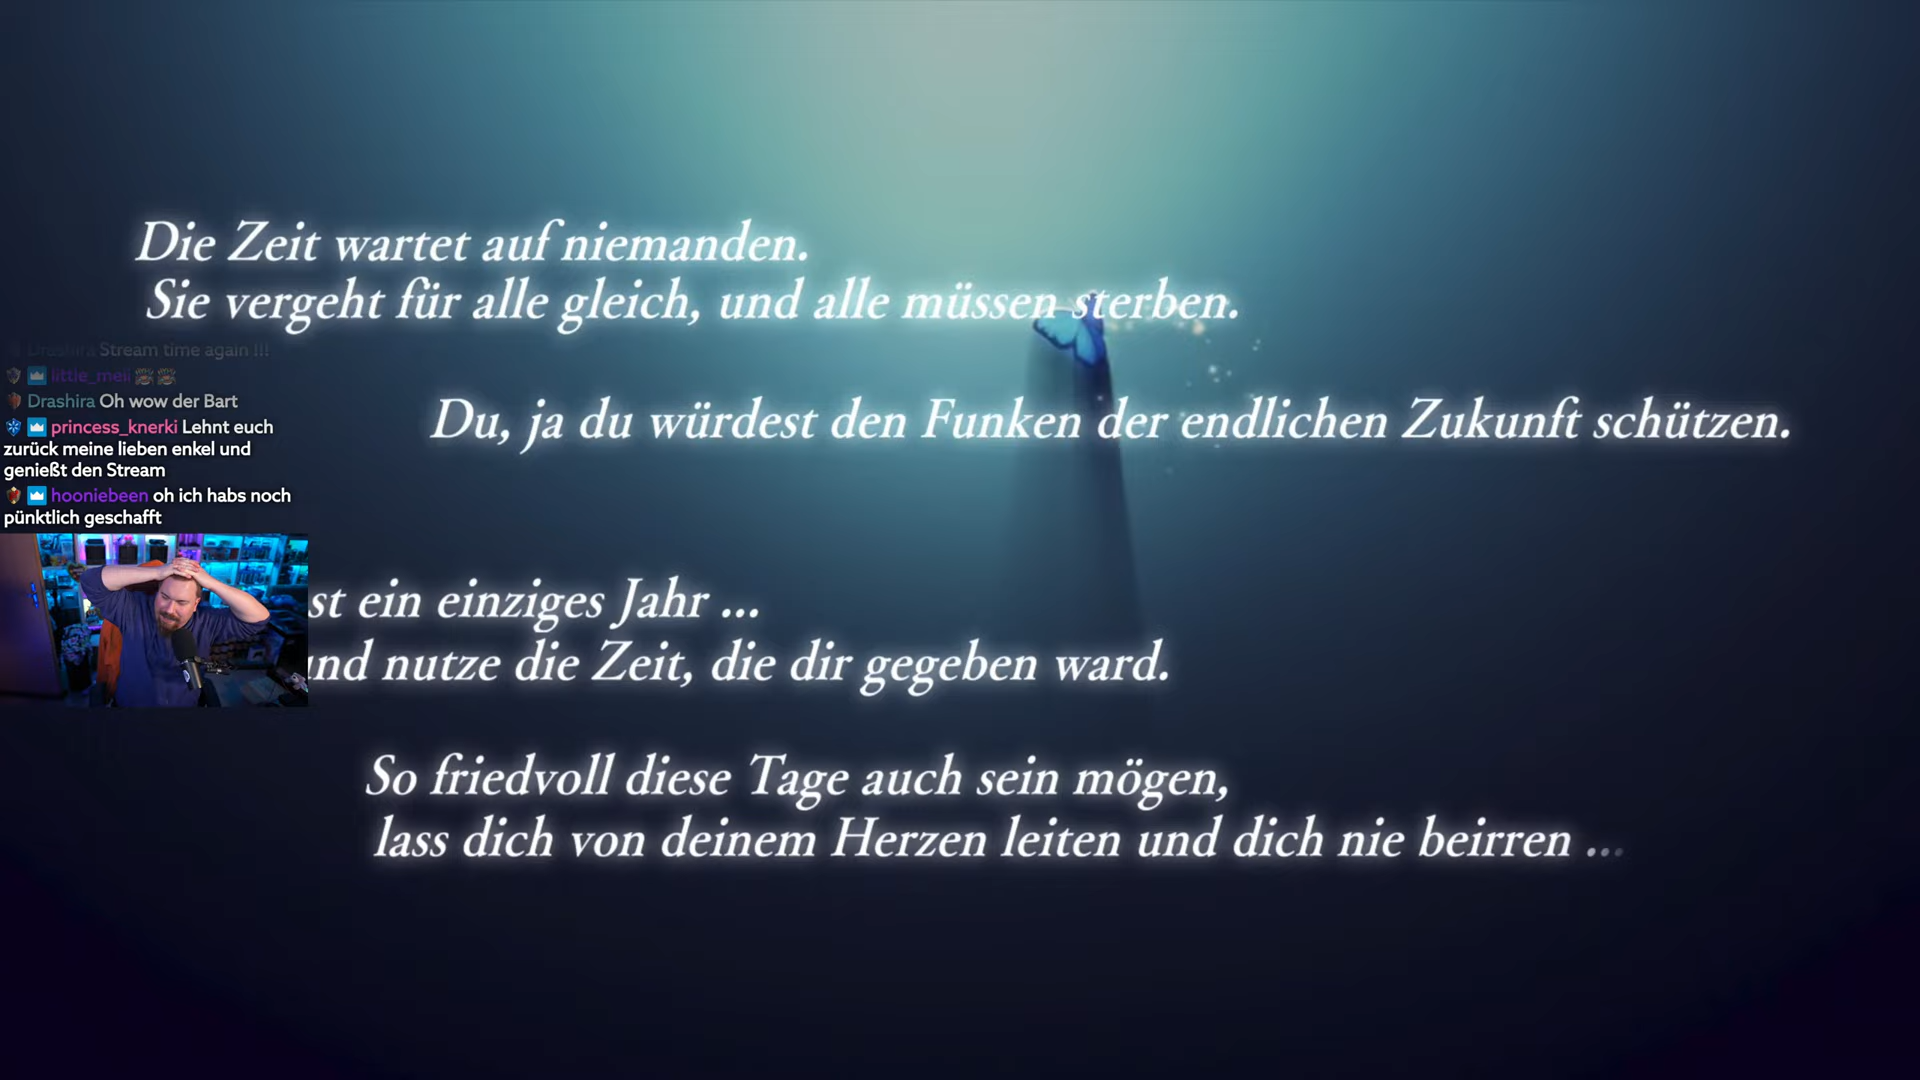 Die Zeit wartet auf niemanden.
Sie vergeht für alle gleich, und alle müssen sterben.
Drashira Stream time again !!!
little_meii
Drashira Oh wow der Bart
princess_knerki Lehnt euch
zurück meine lieben enkel und
genießt den Stream
hooniebeen oh ich habs noch
pünktlich geschafft
Du, ja du würdest den Funken der endlichen Zukunft schützen.
st ein einziges Jahr ...
und nutze die Zeit, die dir gegeben ward.
So friedvoll diese Tage auch sein mögen,
lass dich von deinem Herzen leiten und dich nie beirren ...